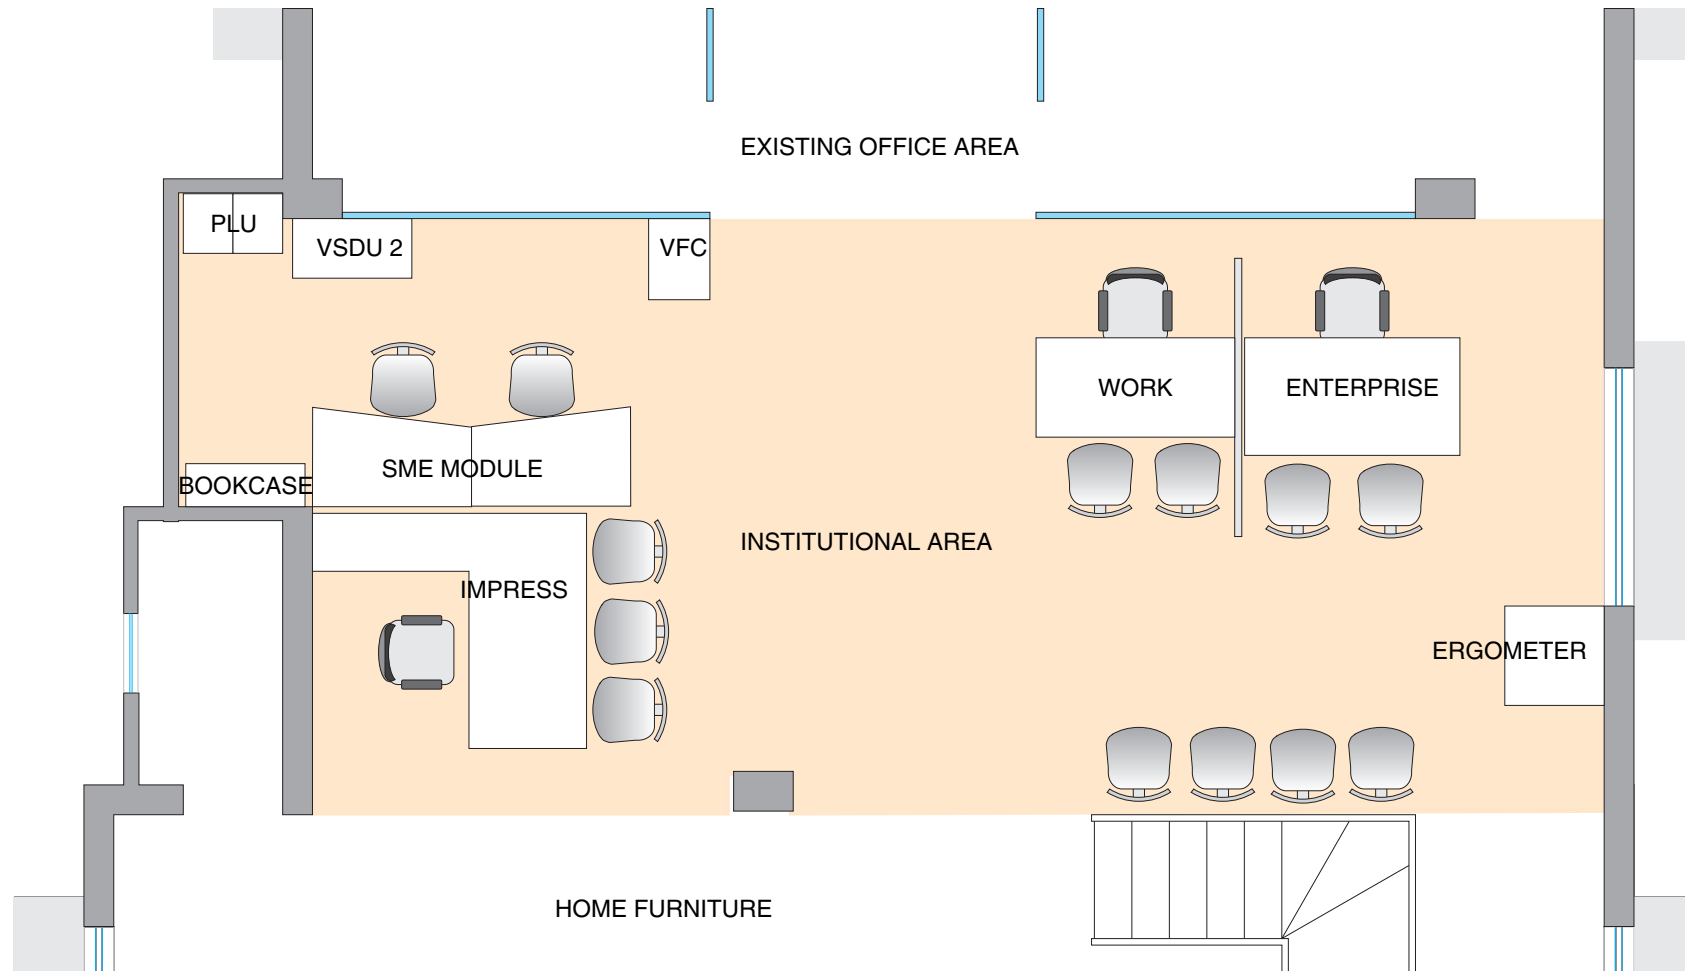 EXISTING OFFICE AREA
PLU
VSDU 2
VFC
WORK
ENTERPRISE
SME MODULE
BOOKCASE
INSTITUTIONAL AREA
IMPRESS
ERGOMETER
HOME FURNITURE